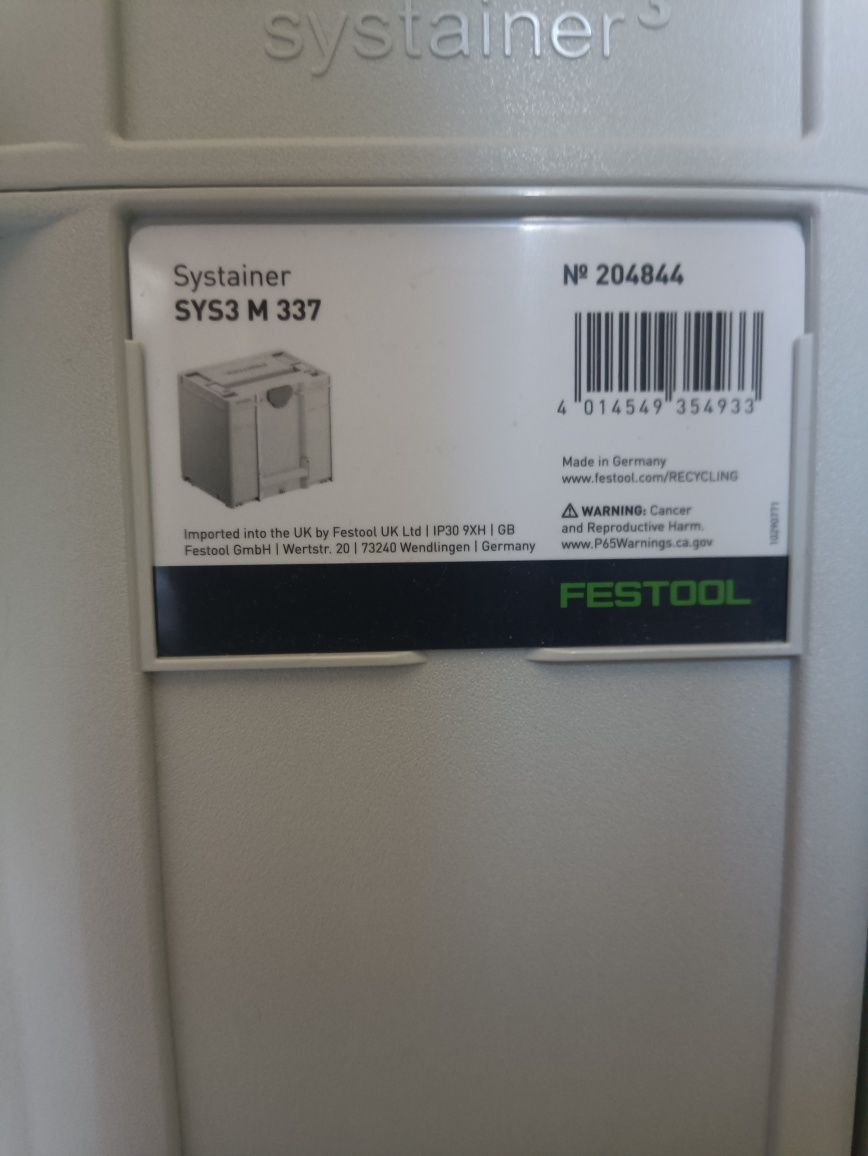 systainer³
Systainer
SYS3 M 337
Nº 204844
4 014549 354933
Made in Germany
www.festool.com/RECYCLING
⚠ WARNING: Cancer
and Reproductive Harm.
www.P65Warnings.ca.gov
10290771
Imported into the UK by Festool UK Ltd | IP30 9XH | GB
Festool GmbH | Wertstr. 20 | 73240 Wendlingen | Germany
FESTOOL